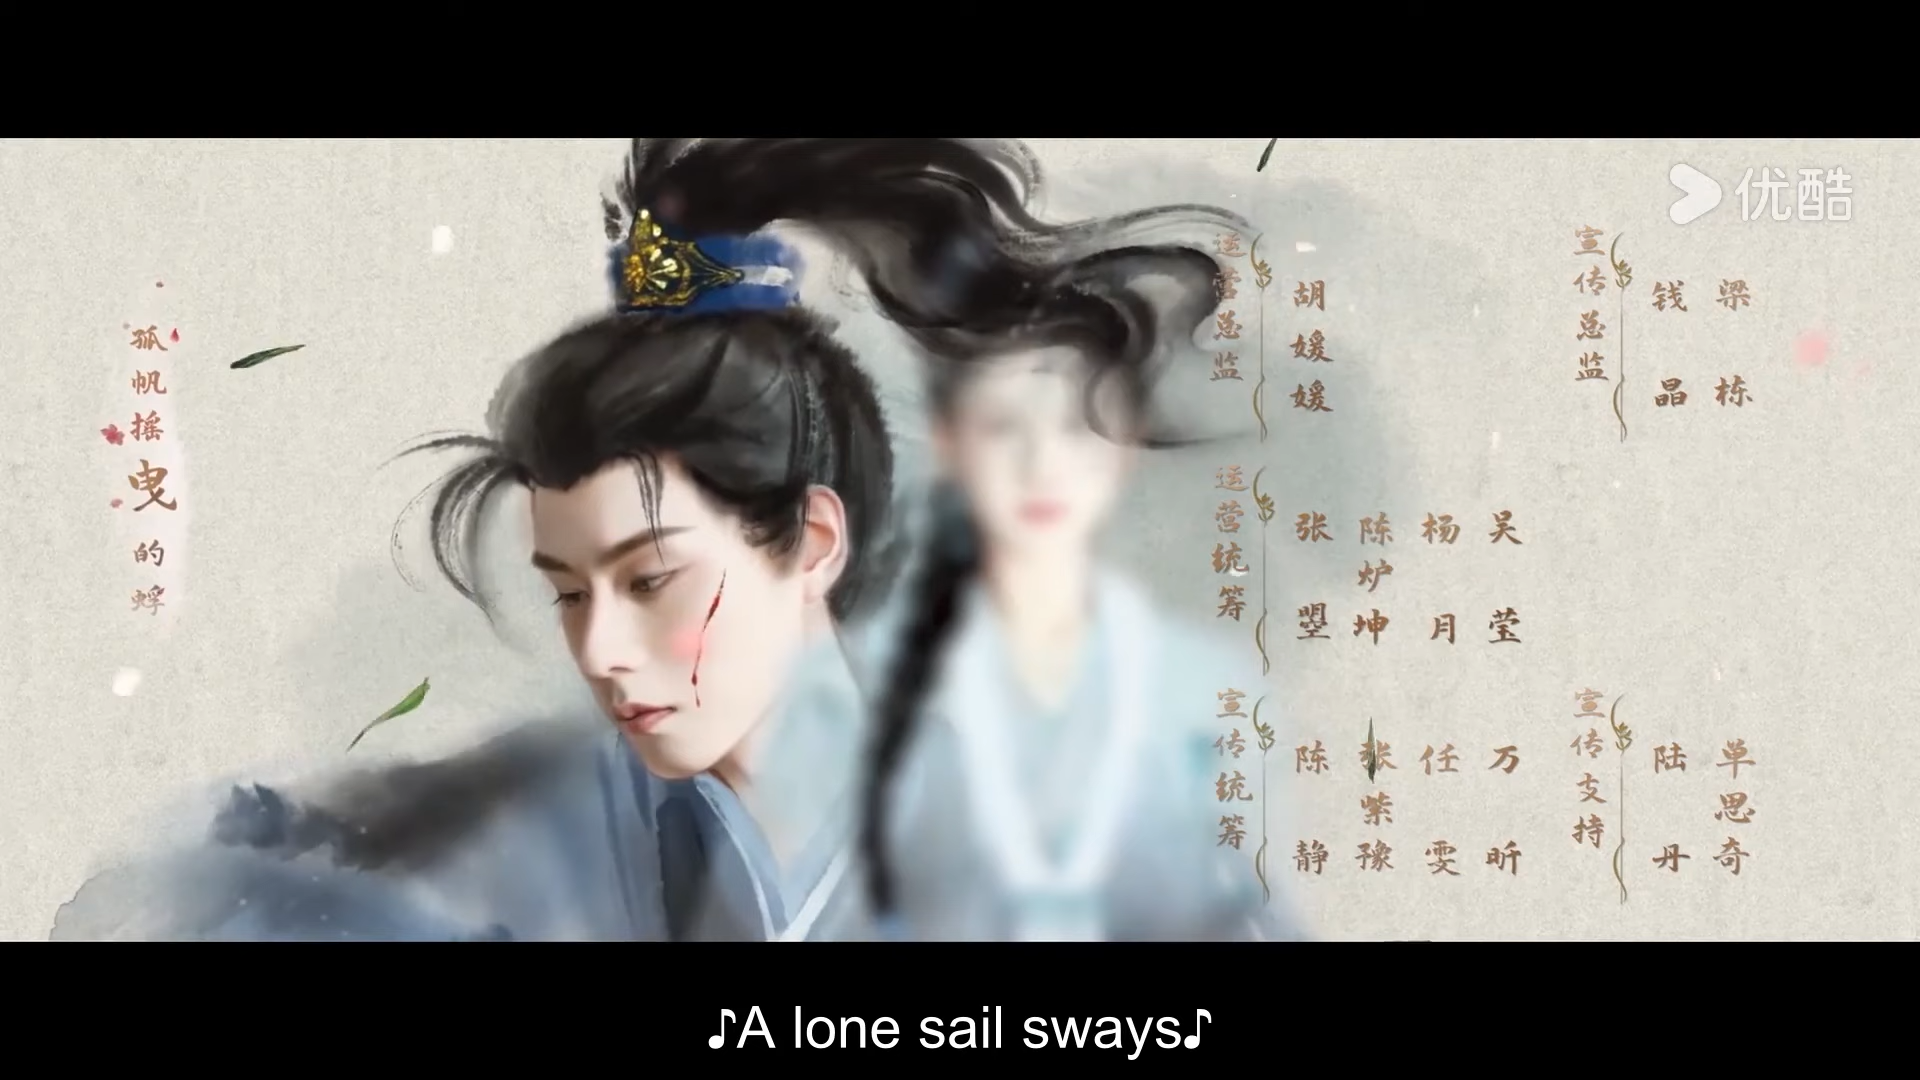 优酷
孤帆摇曳的蜉
运营总监
胡媛媛
宣传总监
梁栋
钱晶
运营统筹
吴莹
杨月
陈炉坤
张曌
宣传统筹
万昕
任雯
张紫豫
陈静
宣传支持
单思奇
陆丹
♪A lone sail sways♪